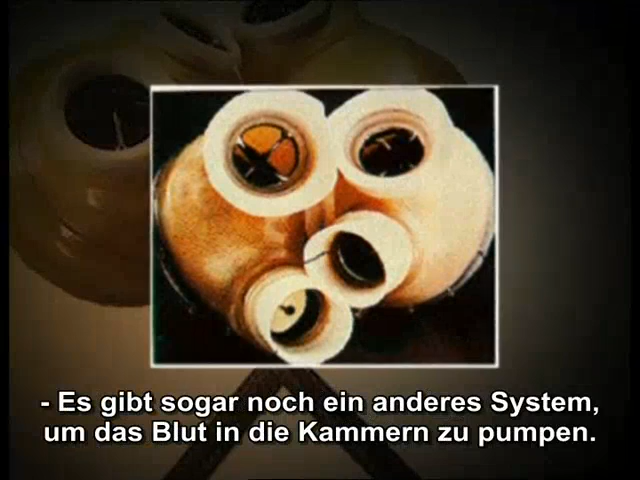 - Es gibt sogar noch ein anderes System,
um das Blut in die Kammern zu pumpen.